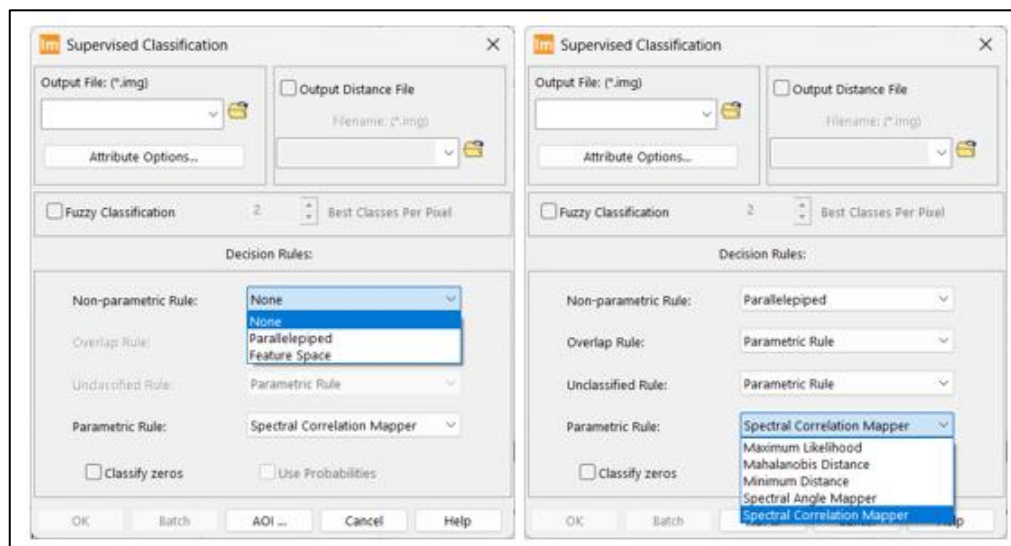 Im Supervised Classification
Output File: (*.img)
Output Distance File
Filename: (*.img)
Attribute Options...
Fuzzy Classification 2 Best Classes Per Pixel
Decision Rules:
Non-parametric Rule: None
None
Parallelepiped
Feature Space
Overlap Rule:
Unclassified Rule: Parametric Rule
Parametric Rule: Spectral Correlation Mapper
Classify zeros Use Probabilities
OK Batch AOI ... Cancel Help
Im Supervised Classification
Output File: (*.img)
Output Distance File
Filename: (*.img)
Attribute Options...
Fuzzy Classification 2 Best Classes Per Pixel
Decision Rules:
Non-parametric Rule: Parallelepiped
Overlap Rule: Parametric Rule
Unclassified Rule: Parametric Rule
Parametric Rule: Spectral Correlation Mapper
Maximum Likelihood
Mahalanobis Distance
Minimum Distance
Classify zeros
Spectral Angle Mapper
Spectral Correlation Mapper
OK Batch